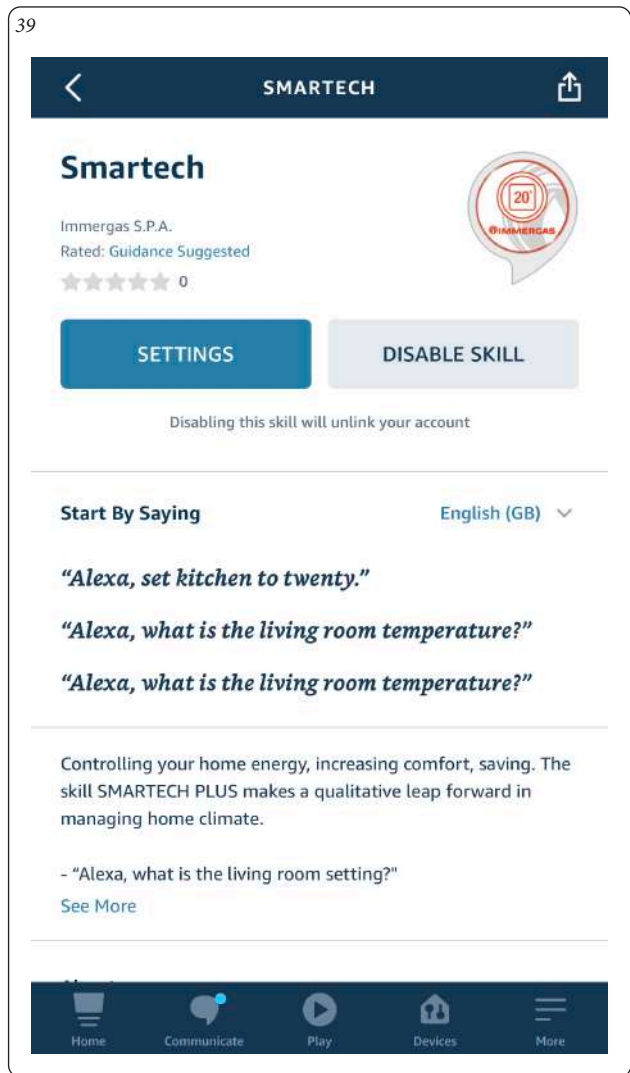 39
SMARTECH
Smartech
20°
IMMERGAS
Immergas S.P.A.
Rated: Guidance Suggested
0
SETTINGS
DISABLE SKILL
Disabling this skill will unlink your account
Start By Saying
English (GB)
“Alexa, set kitchen to twenty.”
“Alexa, what is the living room temperature?”
“Alexa, what is the living room temperature?”
Controlling your home energy, increasing comfort, saving. The
skill SMARTECH PLUS makes a qualitative leap forward in
managing home climate.
- “Alexa, what is the living room setting?"
See More
Home
Communicate
Play
Devices
More